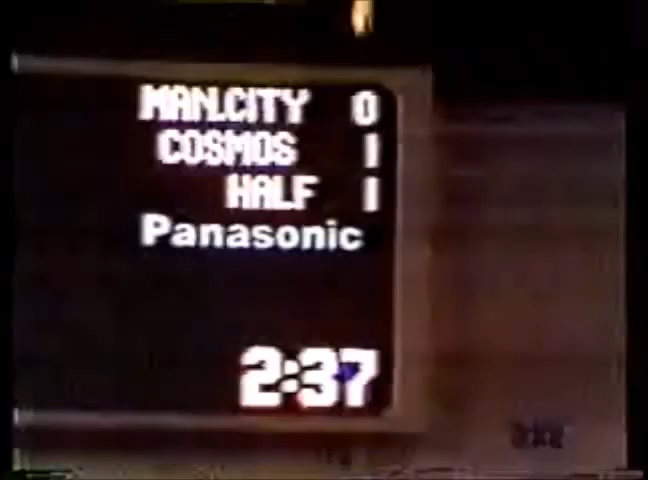 MAN.CITY 0
COSMOS 1
HALF 1
Panasonic
2:37